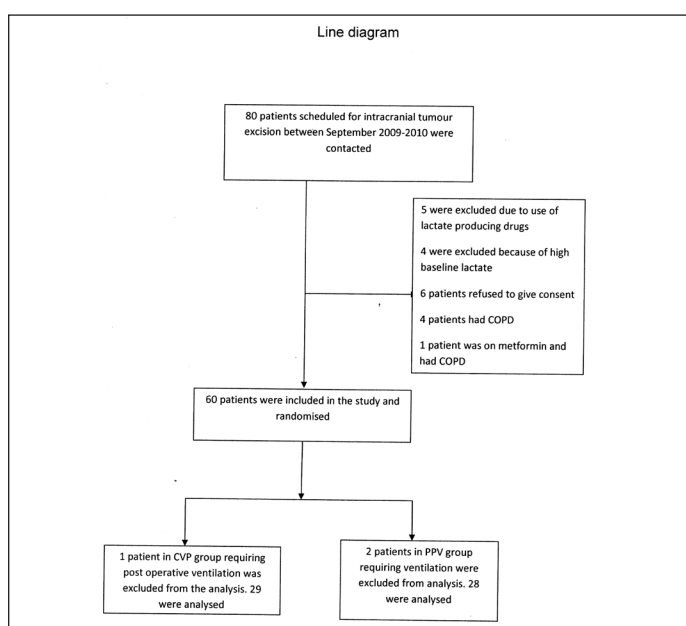 Line diagram
80 patients scheduled for intracranial tumour
excision between September 2009-2010 were
contacted
5 were excluded due to use of
lactate producing drugs
4 were excluded because of high
baseline lactate
6 patients refused to give consent
4 patients had COPD
1 patient was on metformin and
had COPD
60 patients were included in the study and
randomised
1 patient in CVP group requiring
post operative ventilation was
excluded from the analysis. 29
were analysed
2 patients in PPV group
requiring ventilation were
excluded from analysis. 28
were analysed